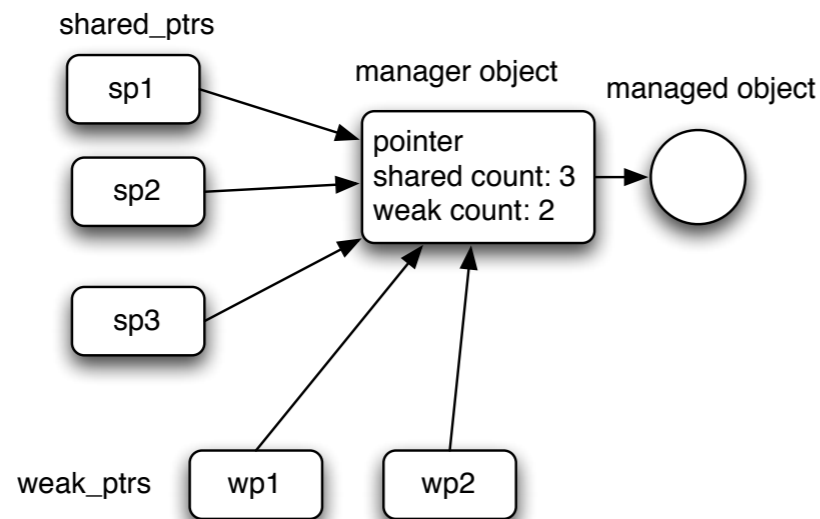 shared_ptrs
sp1
sp2
sp3
manager object
pointer
shared count: 3
weak count: 2
managed object
weak_ptrs
wp1
wp2